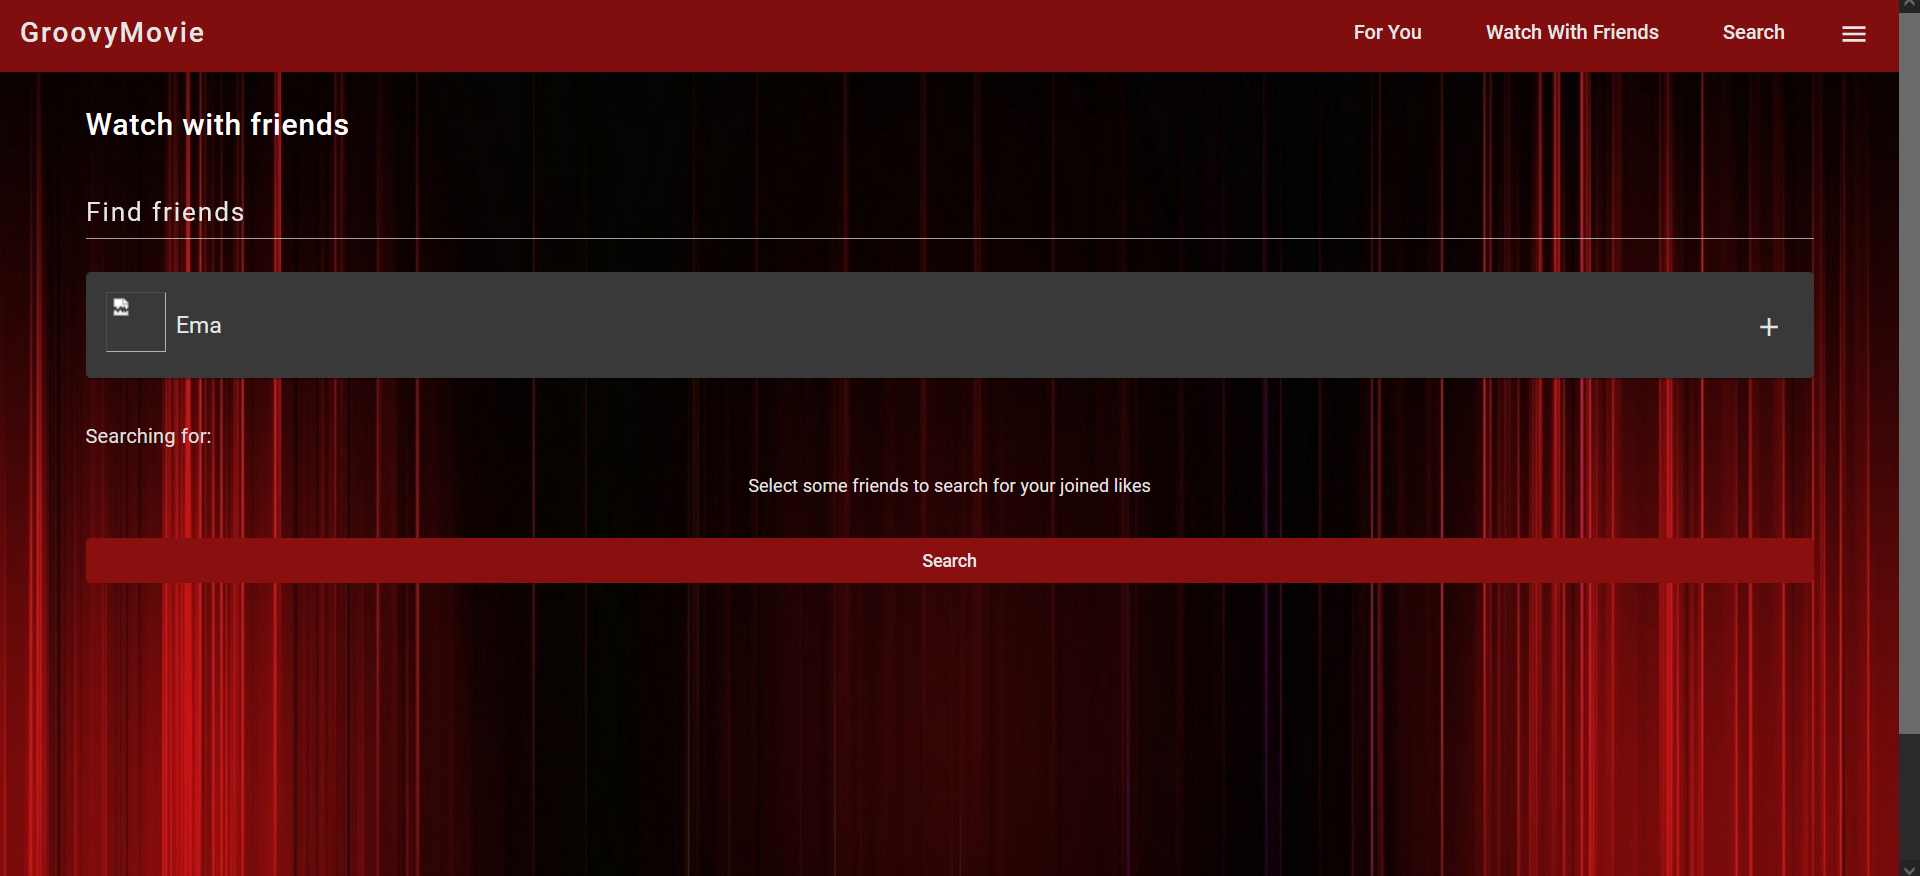 GroovyMovie
For You
Watch With Friends
Search
Watch with friends
Find friends
Ema
Searching for:
Select some friends to search for your joined likes
Search